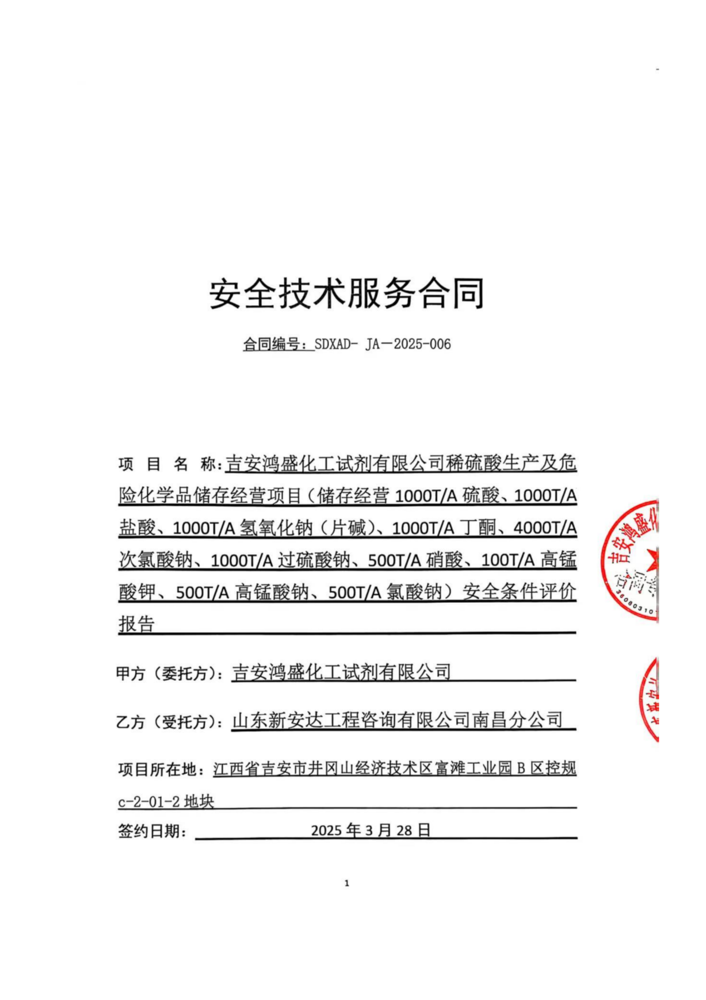 安全技术服务合同
合同编号：SDXAD- JA－2025-006
项 目 名 称:吉安鸿盛化工试剂有限公司稀硫酸生产及危
险化学品储存经营项目（储存经营 1000T/A 硫酸、1000T/A
盐酸、1000T/A 氢氧化钠（片碱）、1000T/A 丁酮、4000T/A
次氯酸钠、1000T/A 过硫酸钠、500T/A 硝酸、100T/A 高锰
酸钾、500T/A 高锰酸钠、500T/A 氯酸钠）安全条件评价
报告
吉安鸿盛化
合同
36080310
甲方（委托方）：吉安鸿盛化工试剂有限公司
乙方（受托方）：山东新安达工程咨询有限公司南昌分公司
项目所在地：江西省吉安市井冈山经济技术区富滩工业园 B 区控规
c-2-01-2 地块
签约日期： 2025 年 3 月 28 日
1